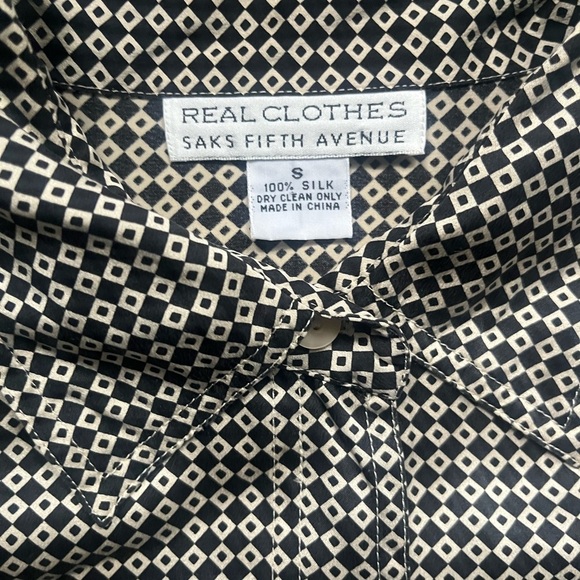 REAL CLOTHES
SAKS FIFTH AVENUE
S
100% SILK
DRY CLEAN ONLY
MADE IN CHINA